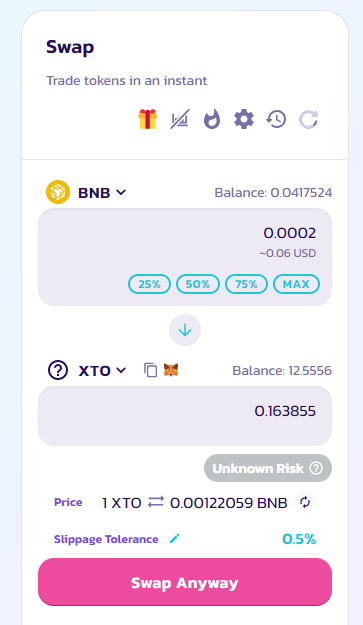 Swap
Trade tokens in an instant
BNB Balance: 0.0417524
0.0002
~0.06 USD
25% 50% 75% MAX
XTO Balance: 12.5556
0.163855
Unknown Risk ?
Price 1 XTO ⇄ 0.00122059 BNB
Slippage Tolerance 0.5%
Swap Anyway